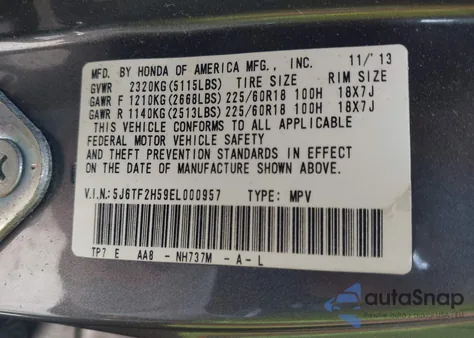 MFD. BY HONDA OF AMERICA MFG., INC. 11/'13
GVWR 2320KG(5115LBS) TIRE SIZE RIM SIZE
GAWR F 1210KG(2668LBS) 225/60R18 100H 18X7J
GAWR R 1140KG(2513LBS) 225/60R18 100H 18X7J
THIS VEHICLE CONFORMS TO ALL APPLICABLE
FEDERAL MOTOR VEHICLE SAFETY
AND THEFT PREVENTION STANDARDS IN EFFECT
ON THE DATE OF MANUFACTURE SHOWN ABOVE.
V.I.N.:5J6TF2H59EL000957 TYPE: MPV
TP7 E AA8 - NH737M - A - L
autoSnap